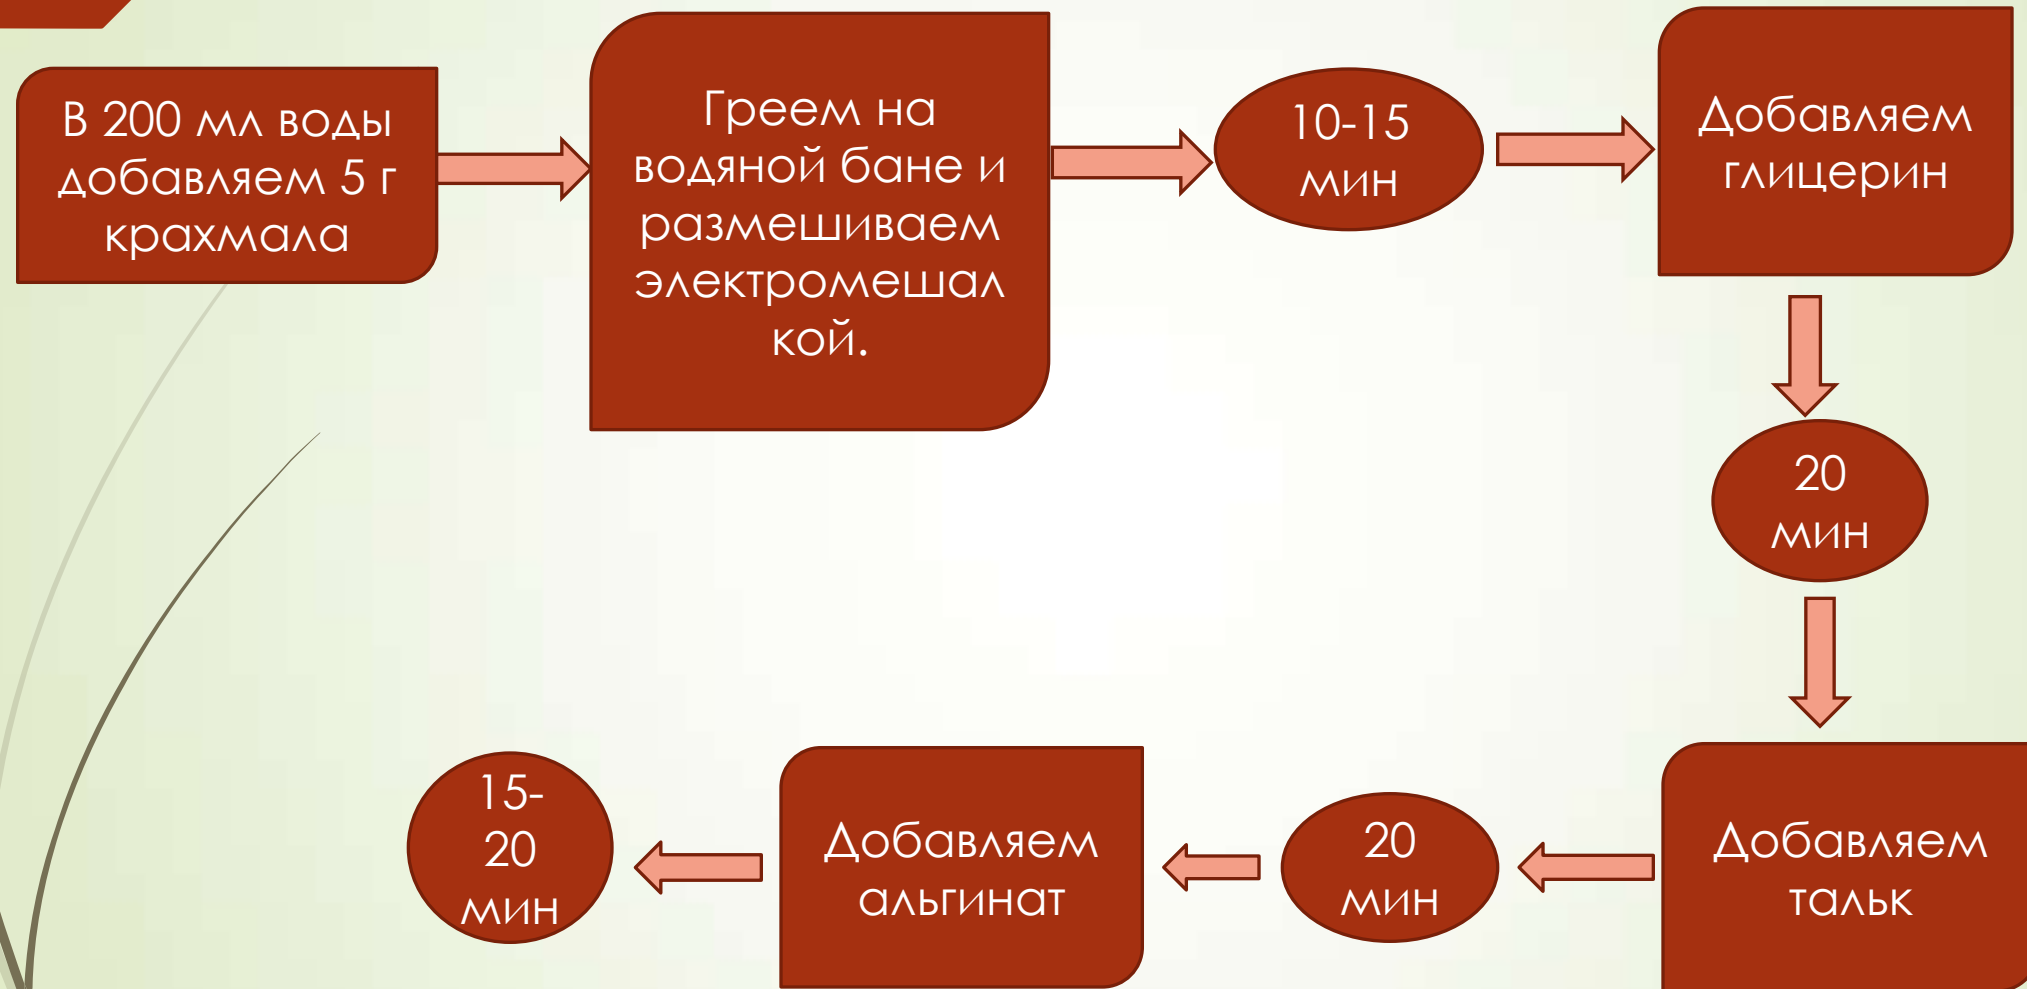 В 200 мл воды
добавляем 5 г
крахмала
Греем на
водяной бане и
размешиваем
электромешал
кой.
10-15
мин
Добавляем
глицерин
20
мин
Добавляем
тальк
20
мин
Добавляем
альгинат
15-
20
мин